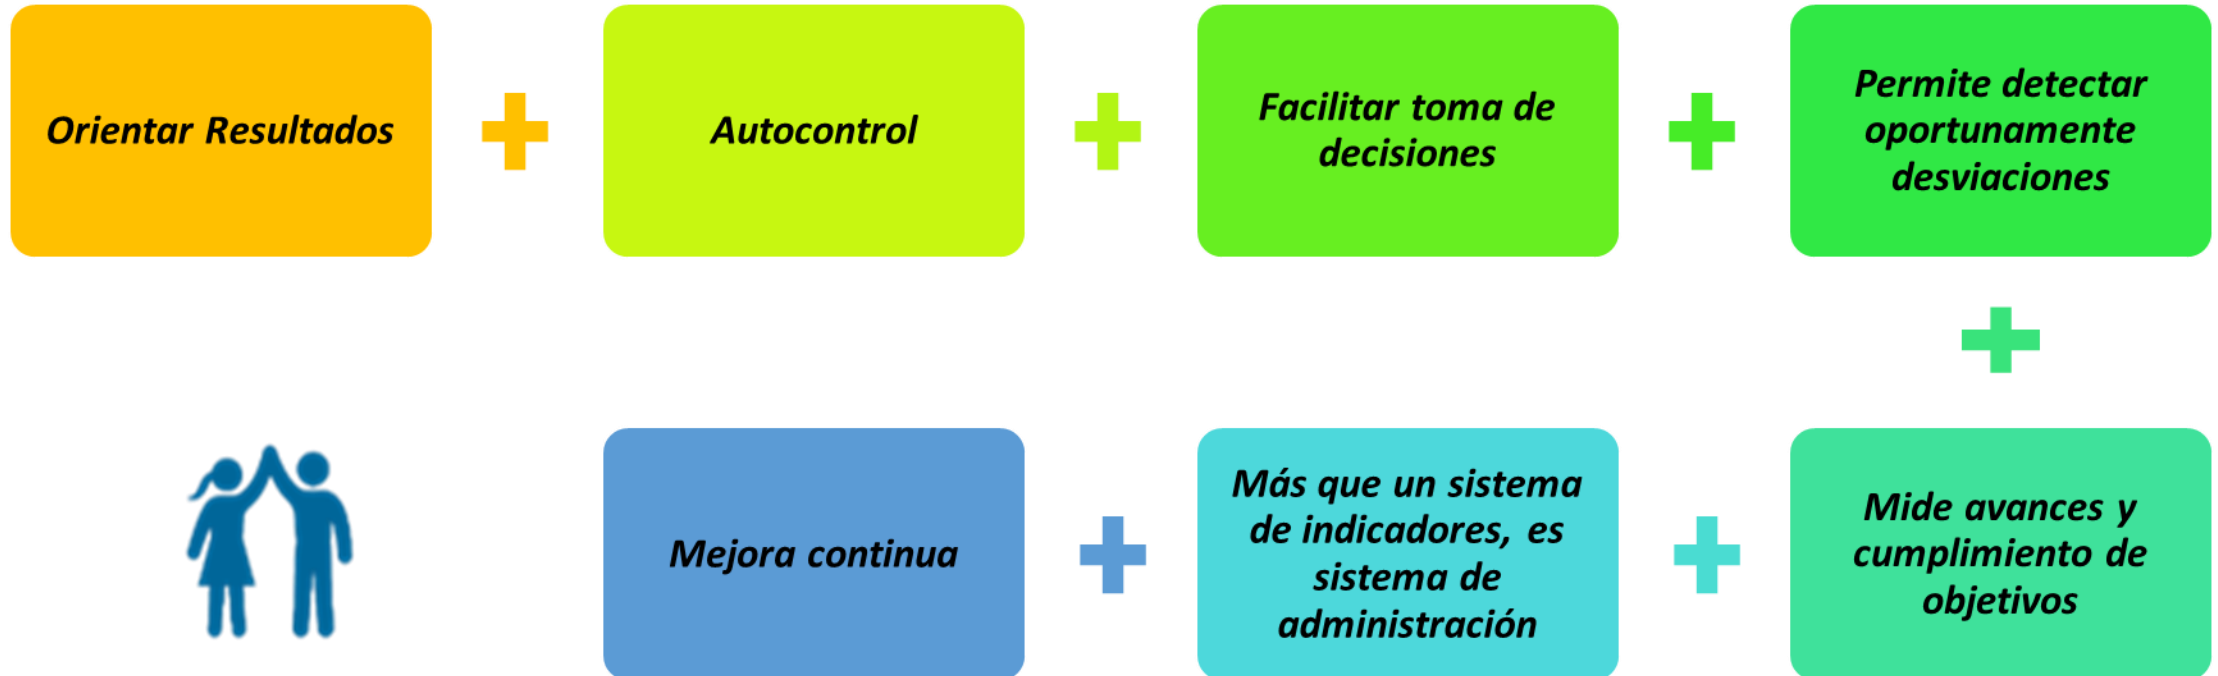 Orientar Resultados
Autocontrol
Facilitar toma de
decisiones
Permite detectar
oportunamente
desviaciones
Mide avances y
cumplimiento de
objetivos
Más que un sistema
de indicadores, es
sistema de
administración
Mejora continua